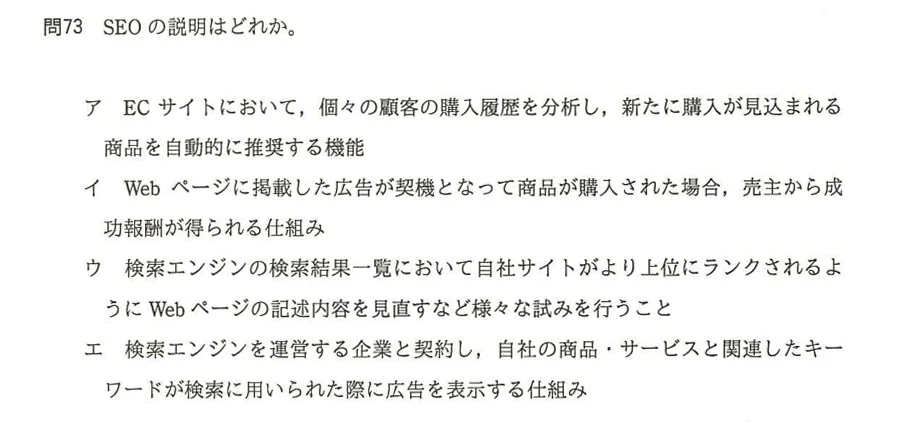 問73　SEO の説明はどれか。
ア　EC サイトにおいて，個々の顧客の購入履歴を分析し，新たに購入が見込まれる
商品を自動的に推奨する機能
イ　Web ページに掲載した広告が契機となって商品が購入された場合，売主から成
功報酬が得られる仕組み
ウ　検索エンジンの検索結果一覧において自社サイトがより上位にランクされるよ
うに Web ページの記述内容を見直すなど様々な試みを行うこと
エ　検索エンジンを運営する企業と契約し，自社の商品・サービスと関連したキー
ワードが検索に用いられた際に広告を表示する仕組み